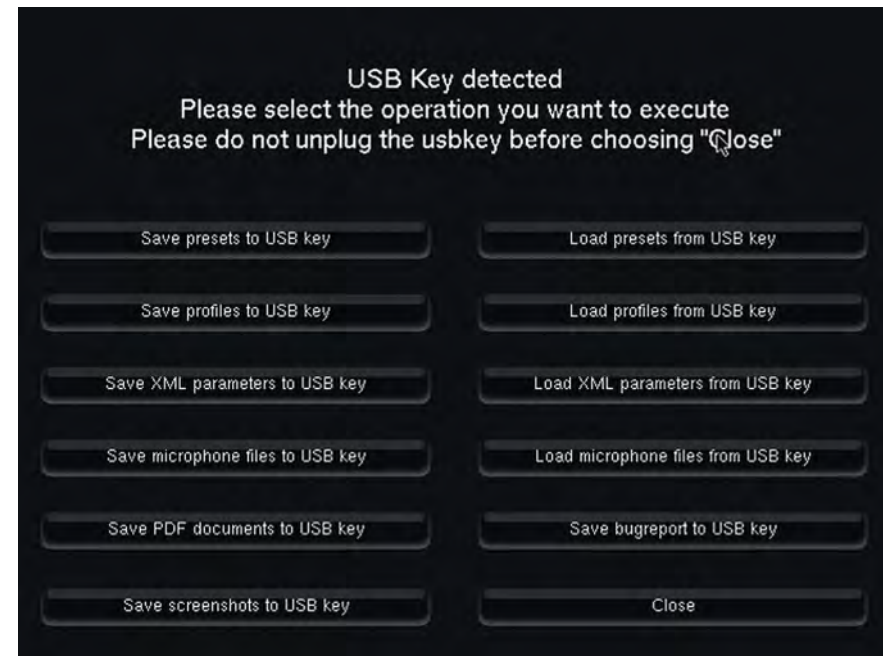 USB Key detected
Please select the operation you want to execute
Please do not unplug the usbkey before choosing "Close"
Save presets to USB key
Load presets from USB key
Save profiles to USB key
Load profiles from USB key
Save XML parameters to USB key
Load XML parameters from USB key
Save microphone files to USB key
Load microphone files from USB key
Save PDF documents to USB key
Save bugreport to USB key
Save screenshots to USB key
Close